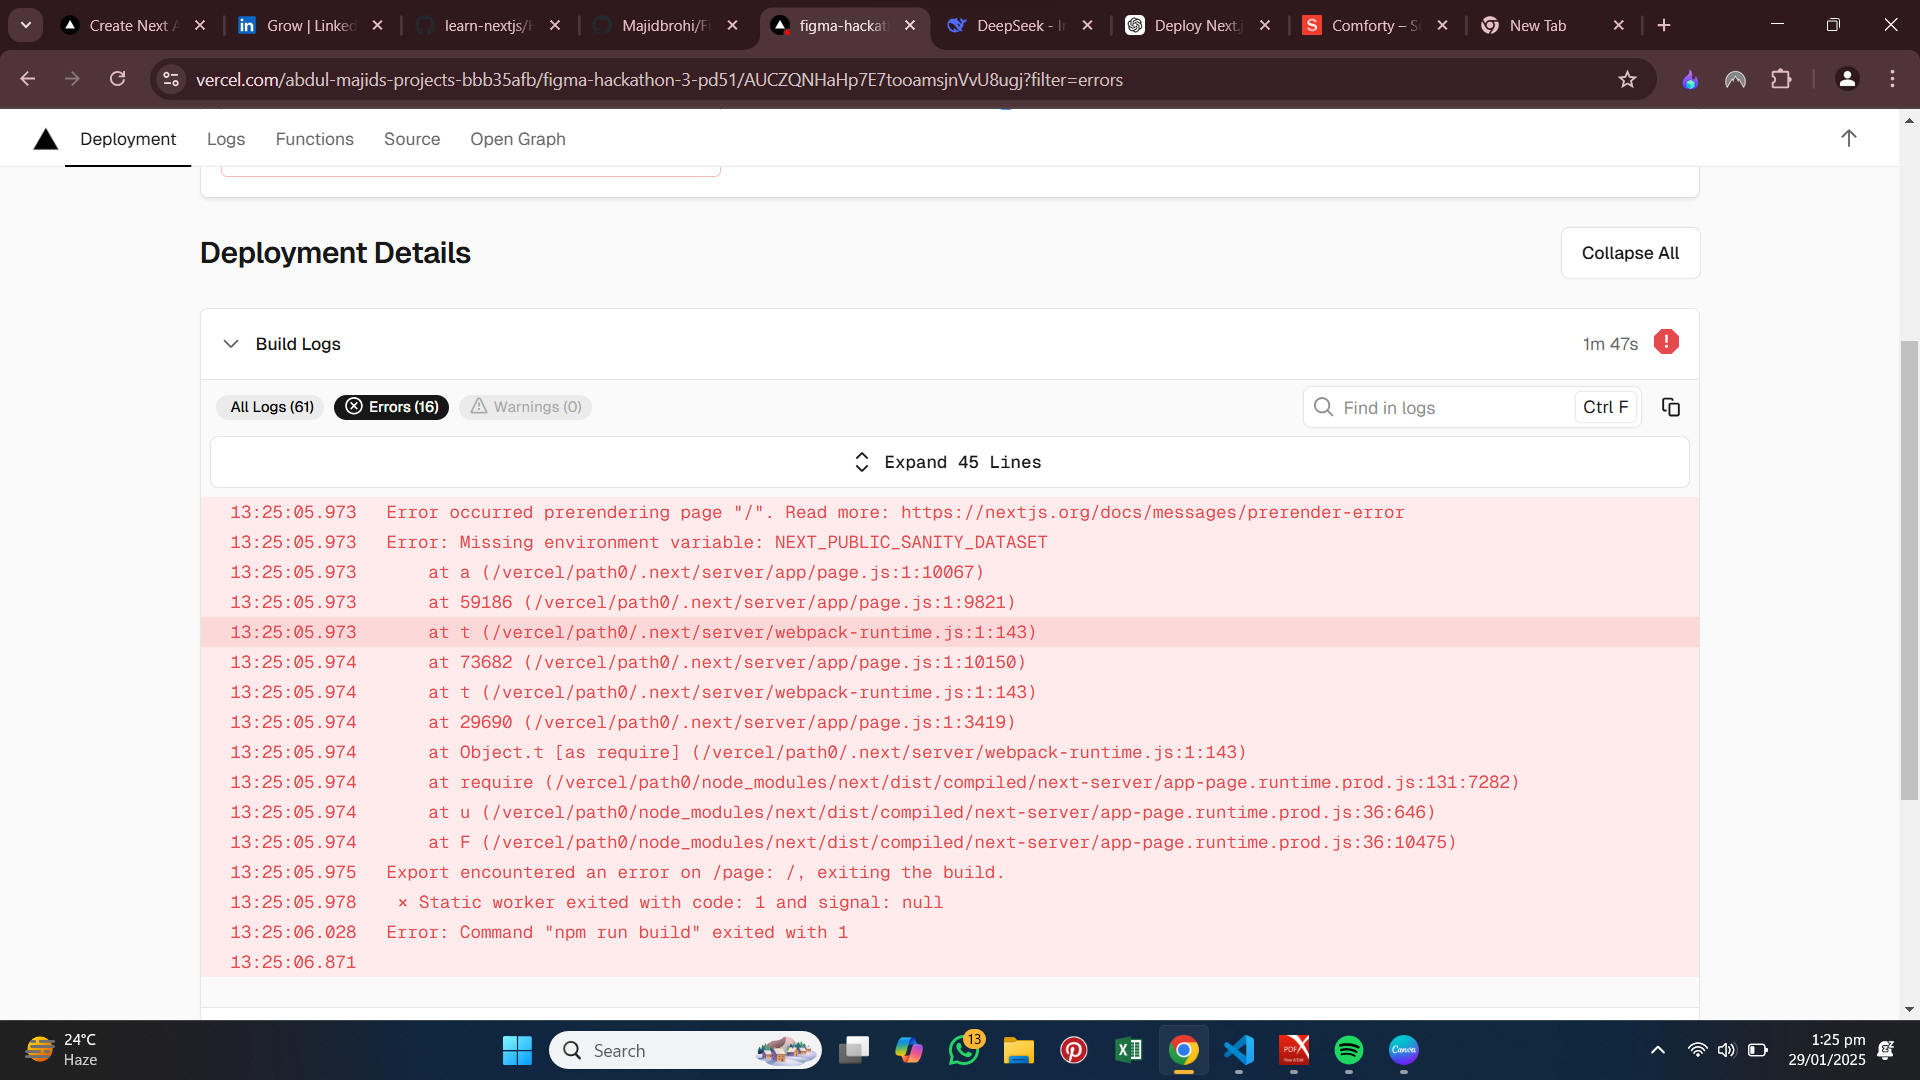 Create Next A
Grow | Linked
learn-nextjs/
Majidbrohi/Fi
figma-hackat
DeepSeek - I
Deploy Next.j
Comforty – S
New Tab
vercel.com/abdul-majids-projects-bbb35afb/figma-hackathon-3-pd51/AUCZQNHaHp7E7tooamsjnVvU8ugj?filter=errors
Deployment
Logs
Functions
Source
Open Graph
Deployment Details
Collapse All
Build Logs
1m 47s
All Logs (61)
Errors (16)
Warnings (0)
Find in logs
Ctrl F
Expand 45 Lines
13:25:05.973 Error occurred prerendering page "/". Read more: https://nextjs.org/docs/messages/prerender-error
13:25:05.973 Error: Missing environment variable: NEXT_PUBLIC_SANITY_DATASET
13:25:05.973 at a (/vercel/path0/.next/server/app/page.js:1:10067)
13:25:05.973 at 59186 (/vercel/path0/.next/server/app/page.js:1:9821)
13:25:05.973 at t (/vercel/path0/.next/server/webpack-runtime.js:1:143)
13:25:05.974 at 73682 (/vercel/path0/.next/server/app/page.js:1:10150)
13:25:05.974 at t (/vercel/path0/.next/server/webpack-runtime.js:1:143)
13:25:05.974 at 29690 (/vercel/path0/.next/server/app/page.js:1:3419)
13:25:05.974 at Object.t [as require] (/vercel/path0/.next/server/webpack-runtime.js:1:143)
13:25:05.974 at require (/vercel/path0/node_modules/next/dist/compiled/next-server/app-page.runtime.prod.js:131:7282)
13:25:05.974 at u (/vercel/path0/node_modules/next/dist/compiled/next-server/app-page.runtime.prod.js:36:646)
13:25:05.974 at F (/vercel/path0/node_modules/next/dist/compiled/next-server/app-page.runtime.prod.js:36:10475)
13:25:05.975 Export encountered an error on /page: /, exiting the build.
13:25:05.978 ⨯ Static worker exited with code: 1 and signal: null
13:25:06.028 Error: Command "npm run build" exited with 1
13:25:06.871
24°C
Haze
Search
13
PDF
Canva
1:25 pm
29/01/2025